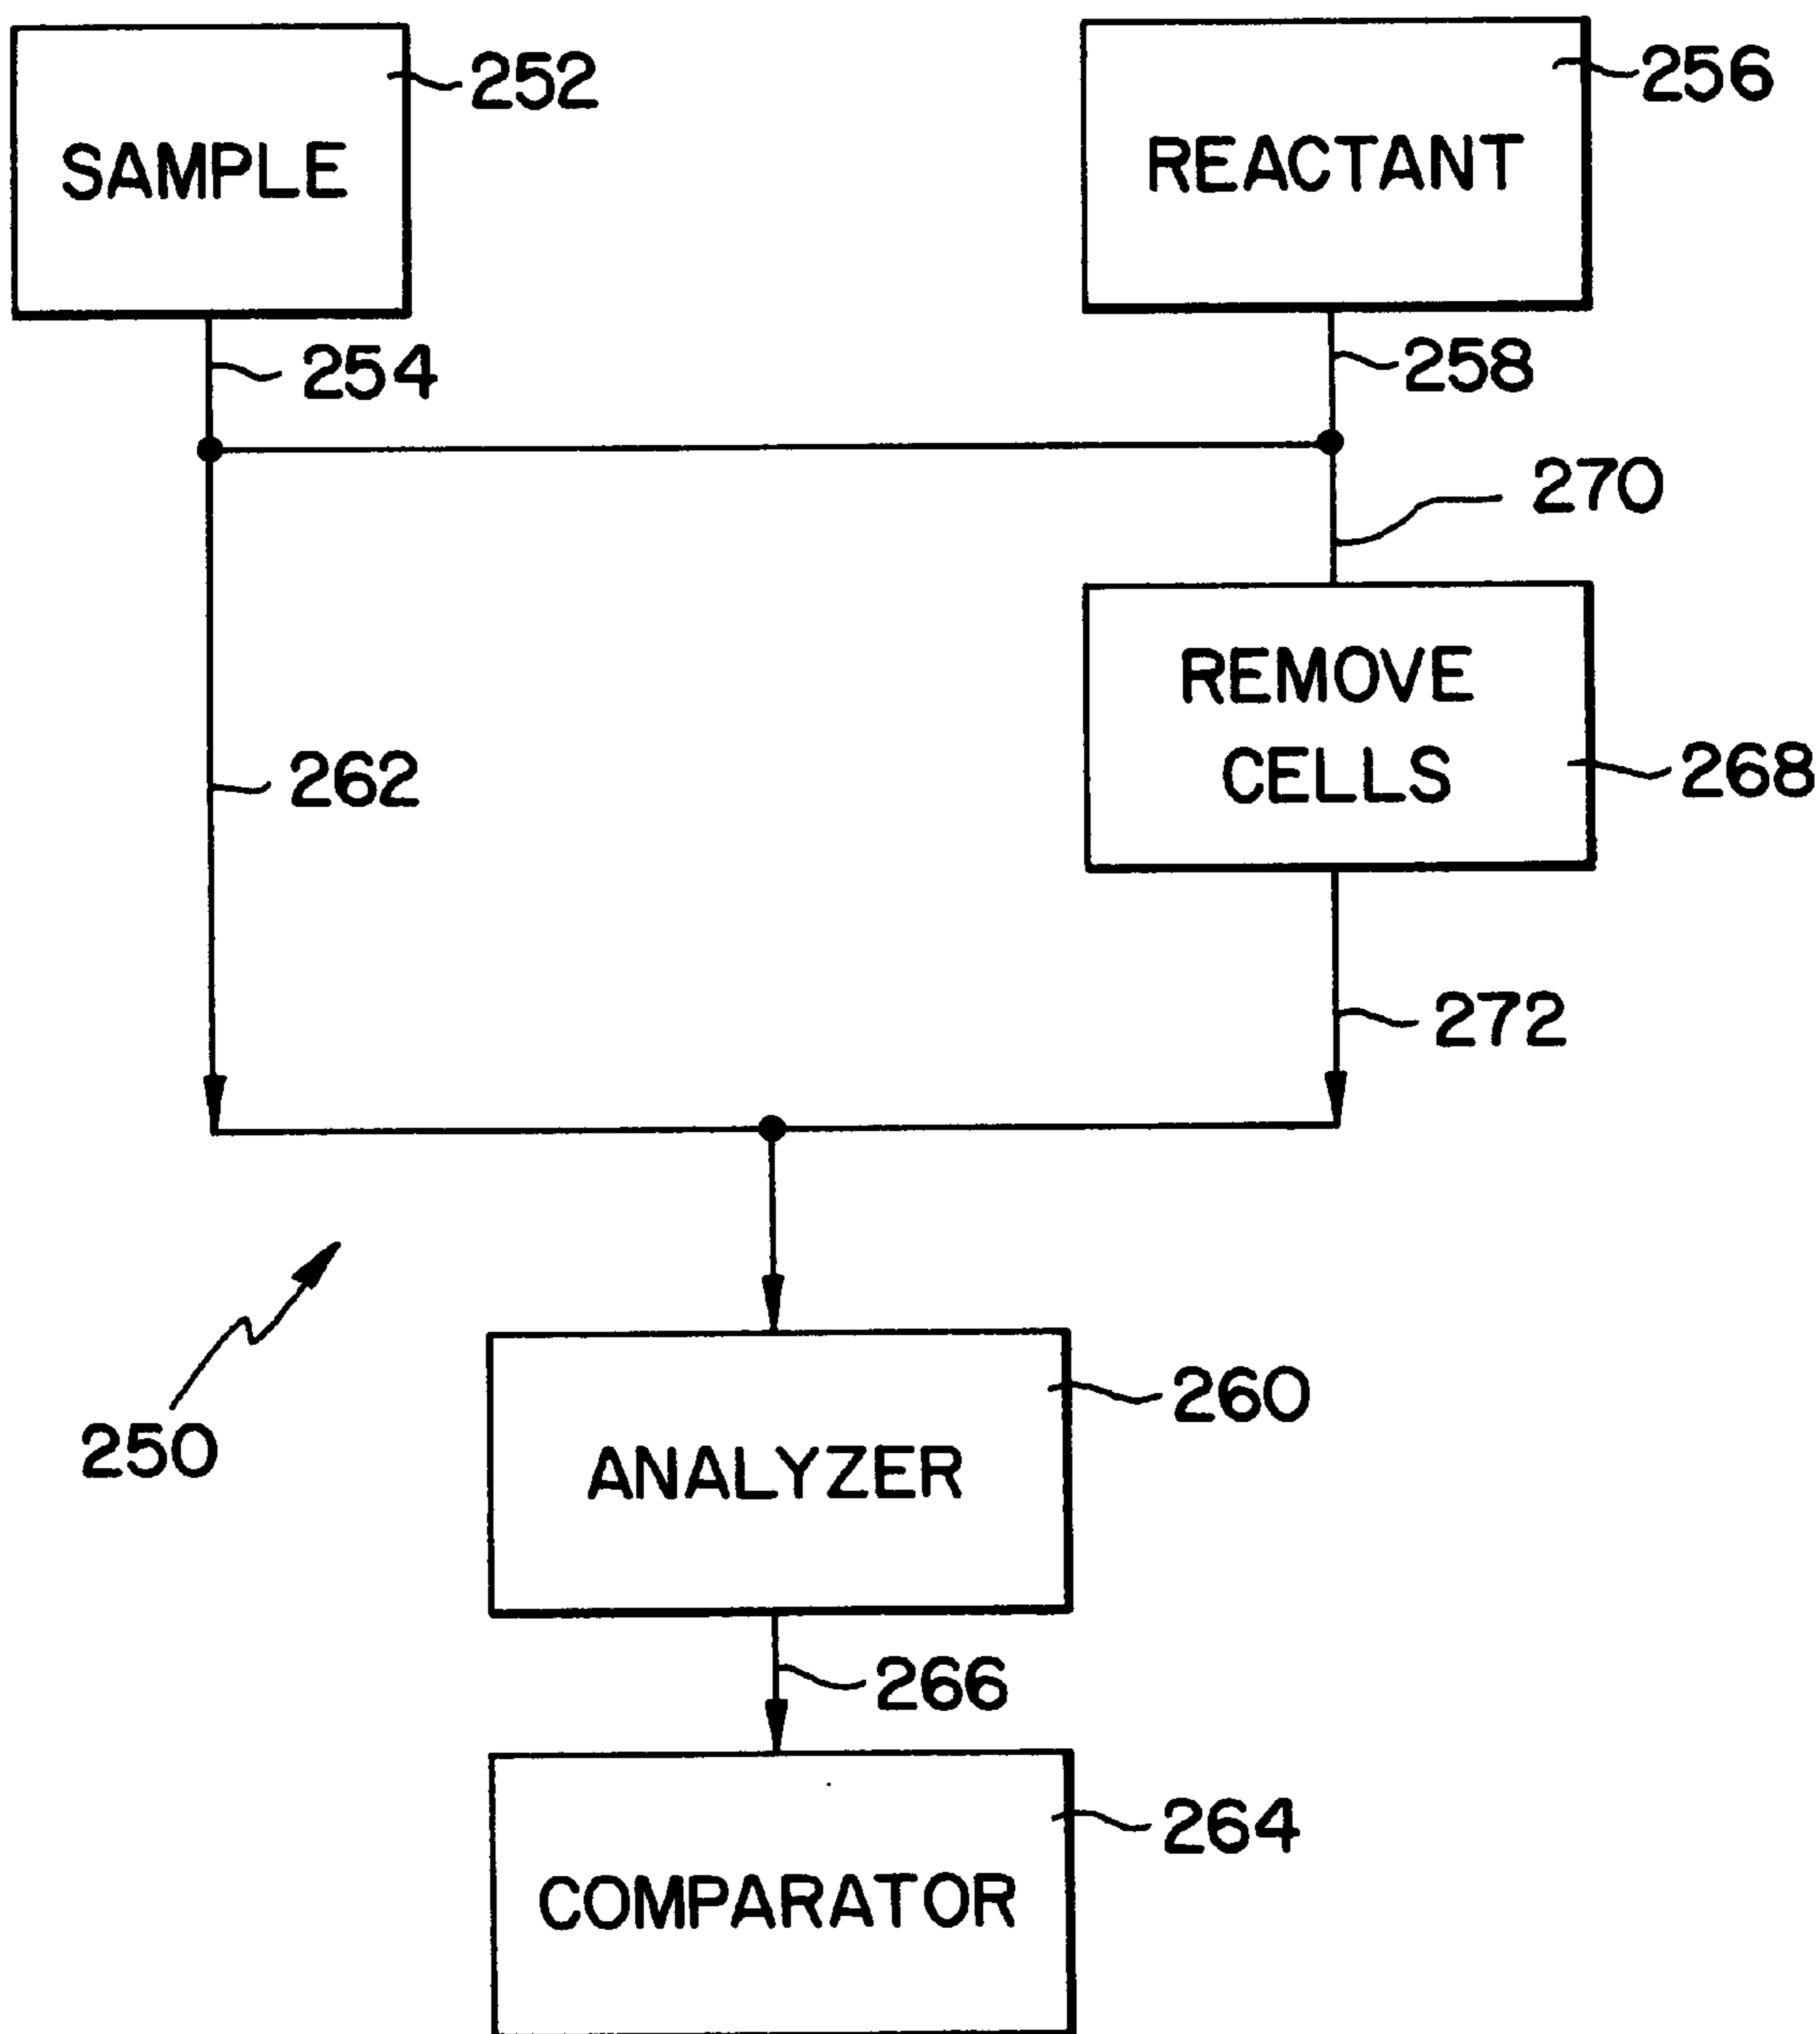 SAMPLE
252
REACTANT
256
254
258
270
REMOVE
CELLS
268
262
272
250
ANALYZER
260
266
COMPARATOR
264